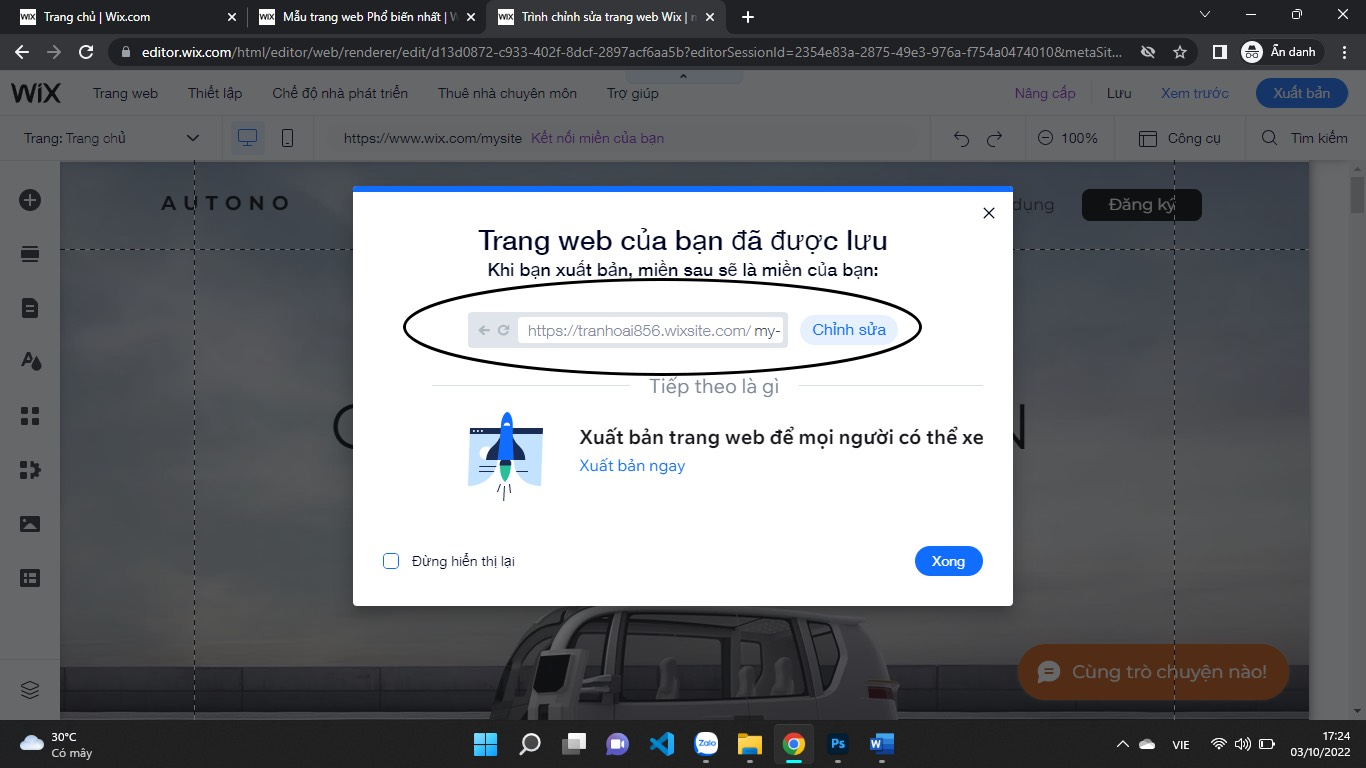 Trang chủ | Wix.com
Mẫu trang web Phổ biến nhất | W
Trình chỉnh sửa trang web Wix | n
editor.wix.com/html/editor/web/renderer/edit/d13d0872-c933-402f-8dcf-2897acf6aa5b?editorSessionId=2354e83a-2875-49e3-976a-f754a0474010&metaSit...
Ẩn danh
WiX Trang web Thiết lập Chế độ nhà phát triển Thuê nhà chuyên môn Trợ giúp Nâng cấp Lưu Xem trước Xuất bản
Trang: Trang chủ https://www.wix.com/mysite Kết nối miền của bạn 100% Công cụ Tìm kiếm
AUTONO dụng Đăng ký
Trang web của bạn đã được lưu
Khi bạn xuất bản, miền sau sẽ là miền của bạn:
https://tranhoai856.wixsite.com/ my- Chỉnh sửa
Tiếp theo là gì
Xuất bản trang web để mọi người có thể xe
Xuất bản ngay
Đừng hiển thị lại Xong
Cùng trò chuyện nào!
30°C
Có mây
Zalo
Ps
W
VIE
17:24
03/10/2022